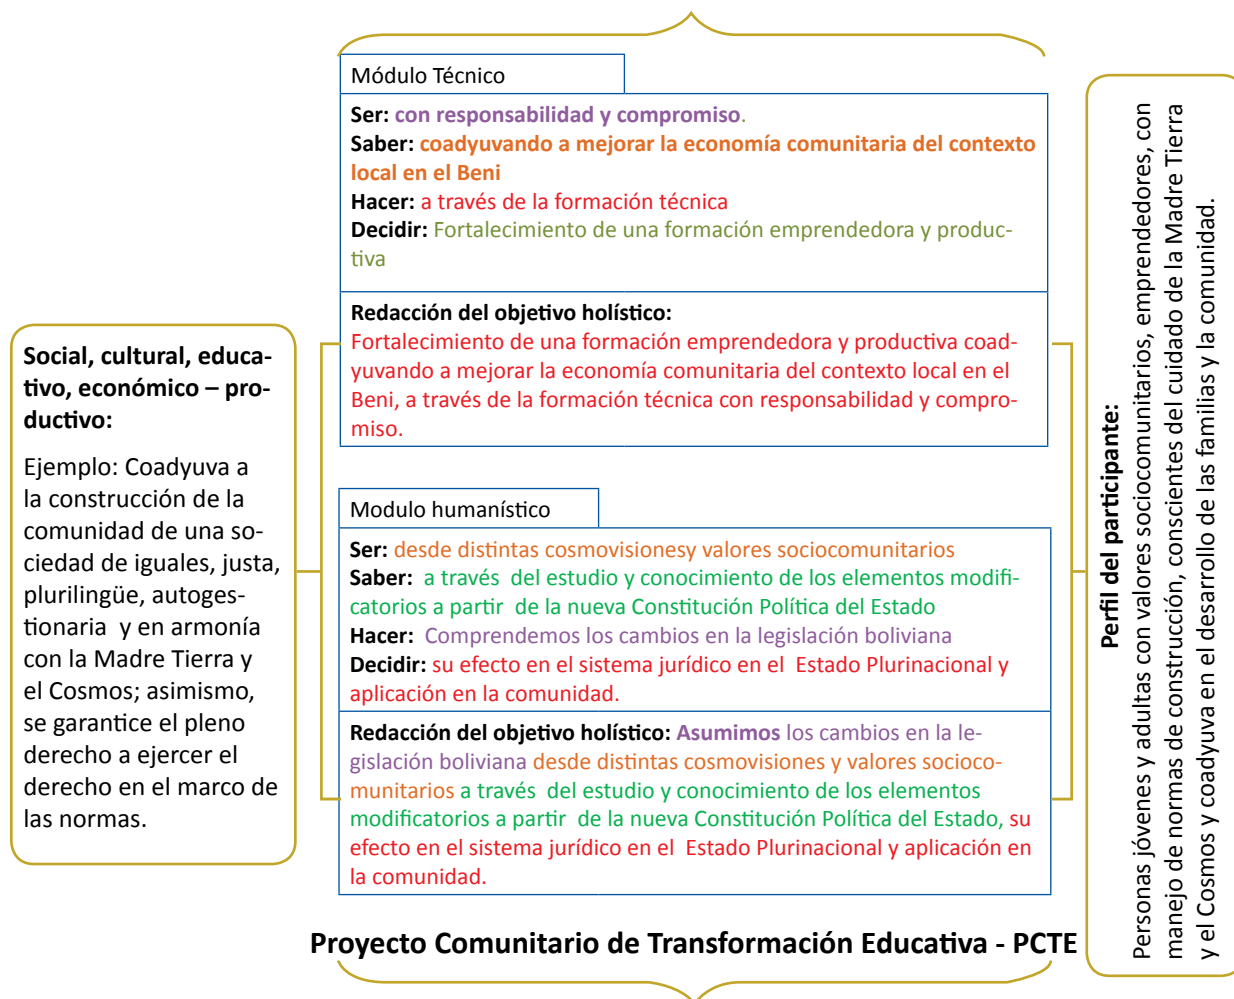 Módulo Técnico
Ser: con responsabilidad y compromiso.
Saber: coadyuvando a mejorar la economía comunitaria del contexto
local en el Beni
Hacer: a través de la formación técnica
Decidir: Fortalecimiento de una formación emprendedora y produc-
tiva
Redacción del objetivo holístico:
Fortalecimiento de una formación emprendedora y productiva coad-
yuvando a mejorar la economía comunitaria del contexto local en el
Beni, a través de la formación técnica con responsabilidad y compro-
miso.
Social, cultural, educa-
tivo, económico – pro-
ductivo:
Ejemplo: Coadyuva a
la construcción de la
comunidad de una so-
ciedad de iguales, justa,
plurilingüe, autoges-
tionaria y en armonía
con la Madre Tierra y
el Cosmos; asimismo,
se garantice el pleno
derecho a ejercer el
derecho en el marco de
las normas.
Modulo humanístico
Ser: desde distintas cosmovisionesy valores sociocomunitarios
Saber: a través del estudio y conocimiento de los elementos modifi-
catorios a partir de la nueva Constitución Política del Estado
Hacer: Comprendemos los cambios en la legislación boliviana
Decidir: su efecto en el sistema jurídico en el Estado Plurinacional y
aplicación en la comunidad.
Redacción del objetivo holístico: Asumimos los cambios en la le-
gislación boliviana desde distintas cosmovisiones y valores socioco-
munitarios a través del estudio y conocimiento de los elementos
modificatorios a partir de la nueva Constitución Política del Estado, su
efecto en el sistema jurídico en el Estado Plurinacional y aplicación en
la comunidad.
Perfil del participante:
Personas jóvenes y adultas con valores sociocomunitarios, emprendedores, con
manejo de normas de construcción, conscientes del cuidado de la Madre Tierra
y el Cosmos y coadyuva en el desarrollo de las familias y la comunidad.
Proyecto Comunitario de Transformación Educativa - PCTE